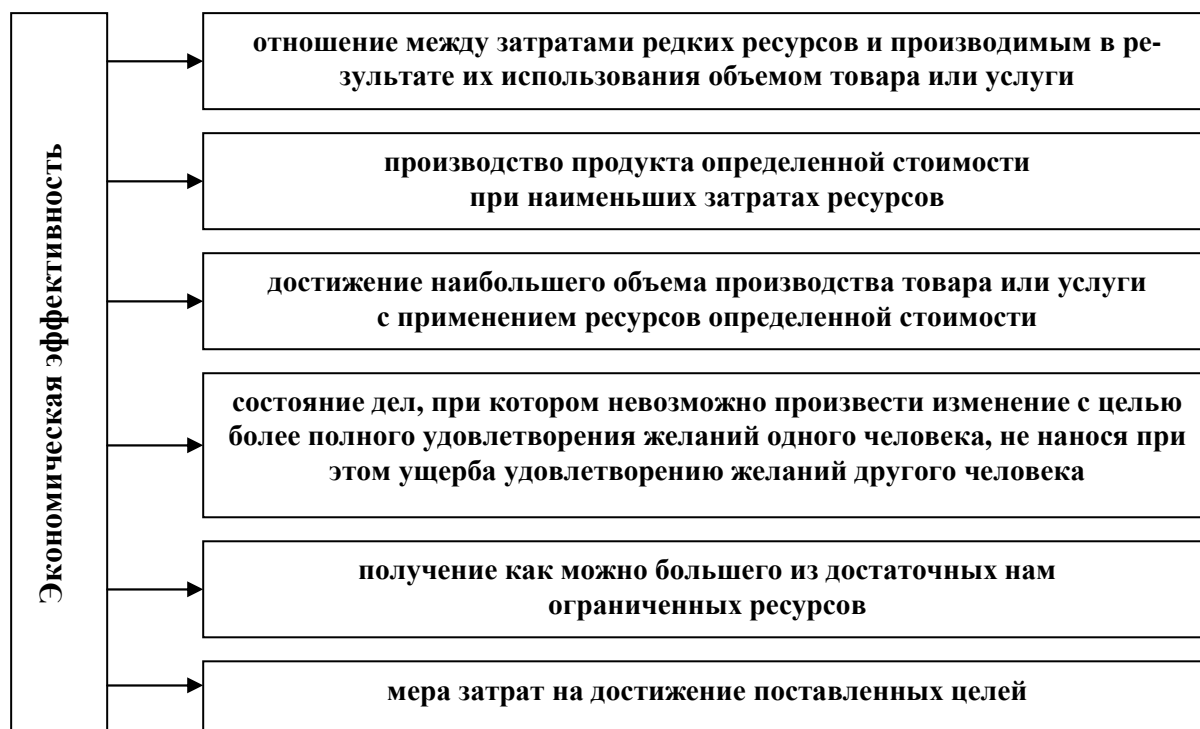 Экономическая эффективность
отношение между затратами редких ресурсов и производимым в ре-
зультате их использования объемом товара или услуги
производство продукта определенной стоимости
при наименьших затратах ресурсов
достижение наибольшего объема производства товара или услуги
с применением ресурсов определенной стоимости
состояние дел, при котором невозможно произвести изменение с целью
более полного удовлетворения желаний одного человека, не нанося при
этом ущерба удовлетворению желаний другого человека
получение как можно большего из достаточных нам
ограниченных ресурсов
мера затрат на достижение поставленных целей